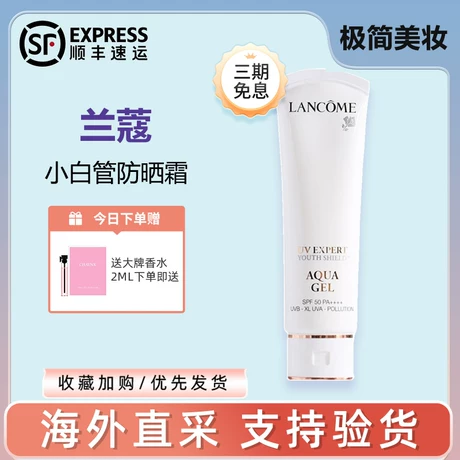 SF EXPRESS
顺丰速运
极简美妆
三期
免息
兰蔻
小白管防晒霜
今日下单赠
送大牌香水
2ML下单即送
收藏加购/优先发货
海外直采 支持验货
LANCÔME
UV EXPERT
YOUTH SHIELD
AQUA
GEL
SPF 50 PA++++
UVB - XL UVA - POLLUTION